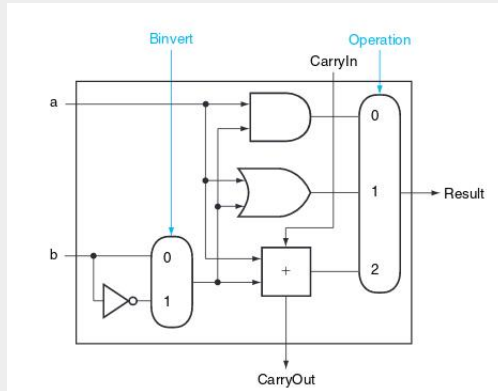 Binvert
Operation
CarryIn
a
0
1
Result
b
0
1
+
2
CarryOut